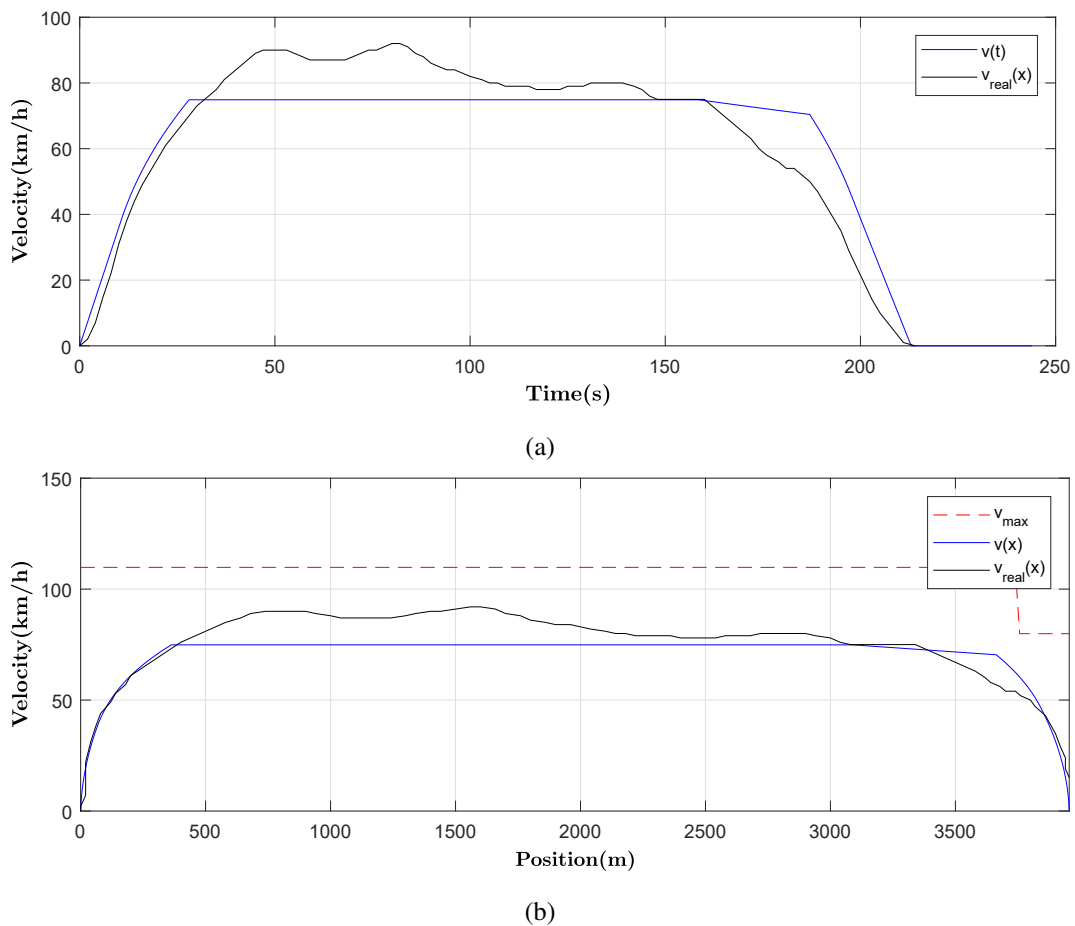 100
80
60
40
20
0
Velocity(km/h)
v(t)
v_real(x)
0 50 100 150 200 250
Time(s)
(a)
150
100
50
0
Velocity(km/h)
v_max
v(x)
v_real(x)
0 500 1000 1500 2000 2500 3000 3500
Position(m)
(b)